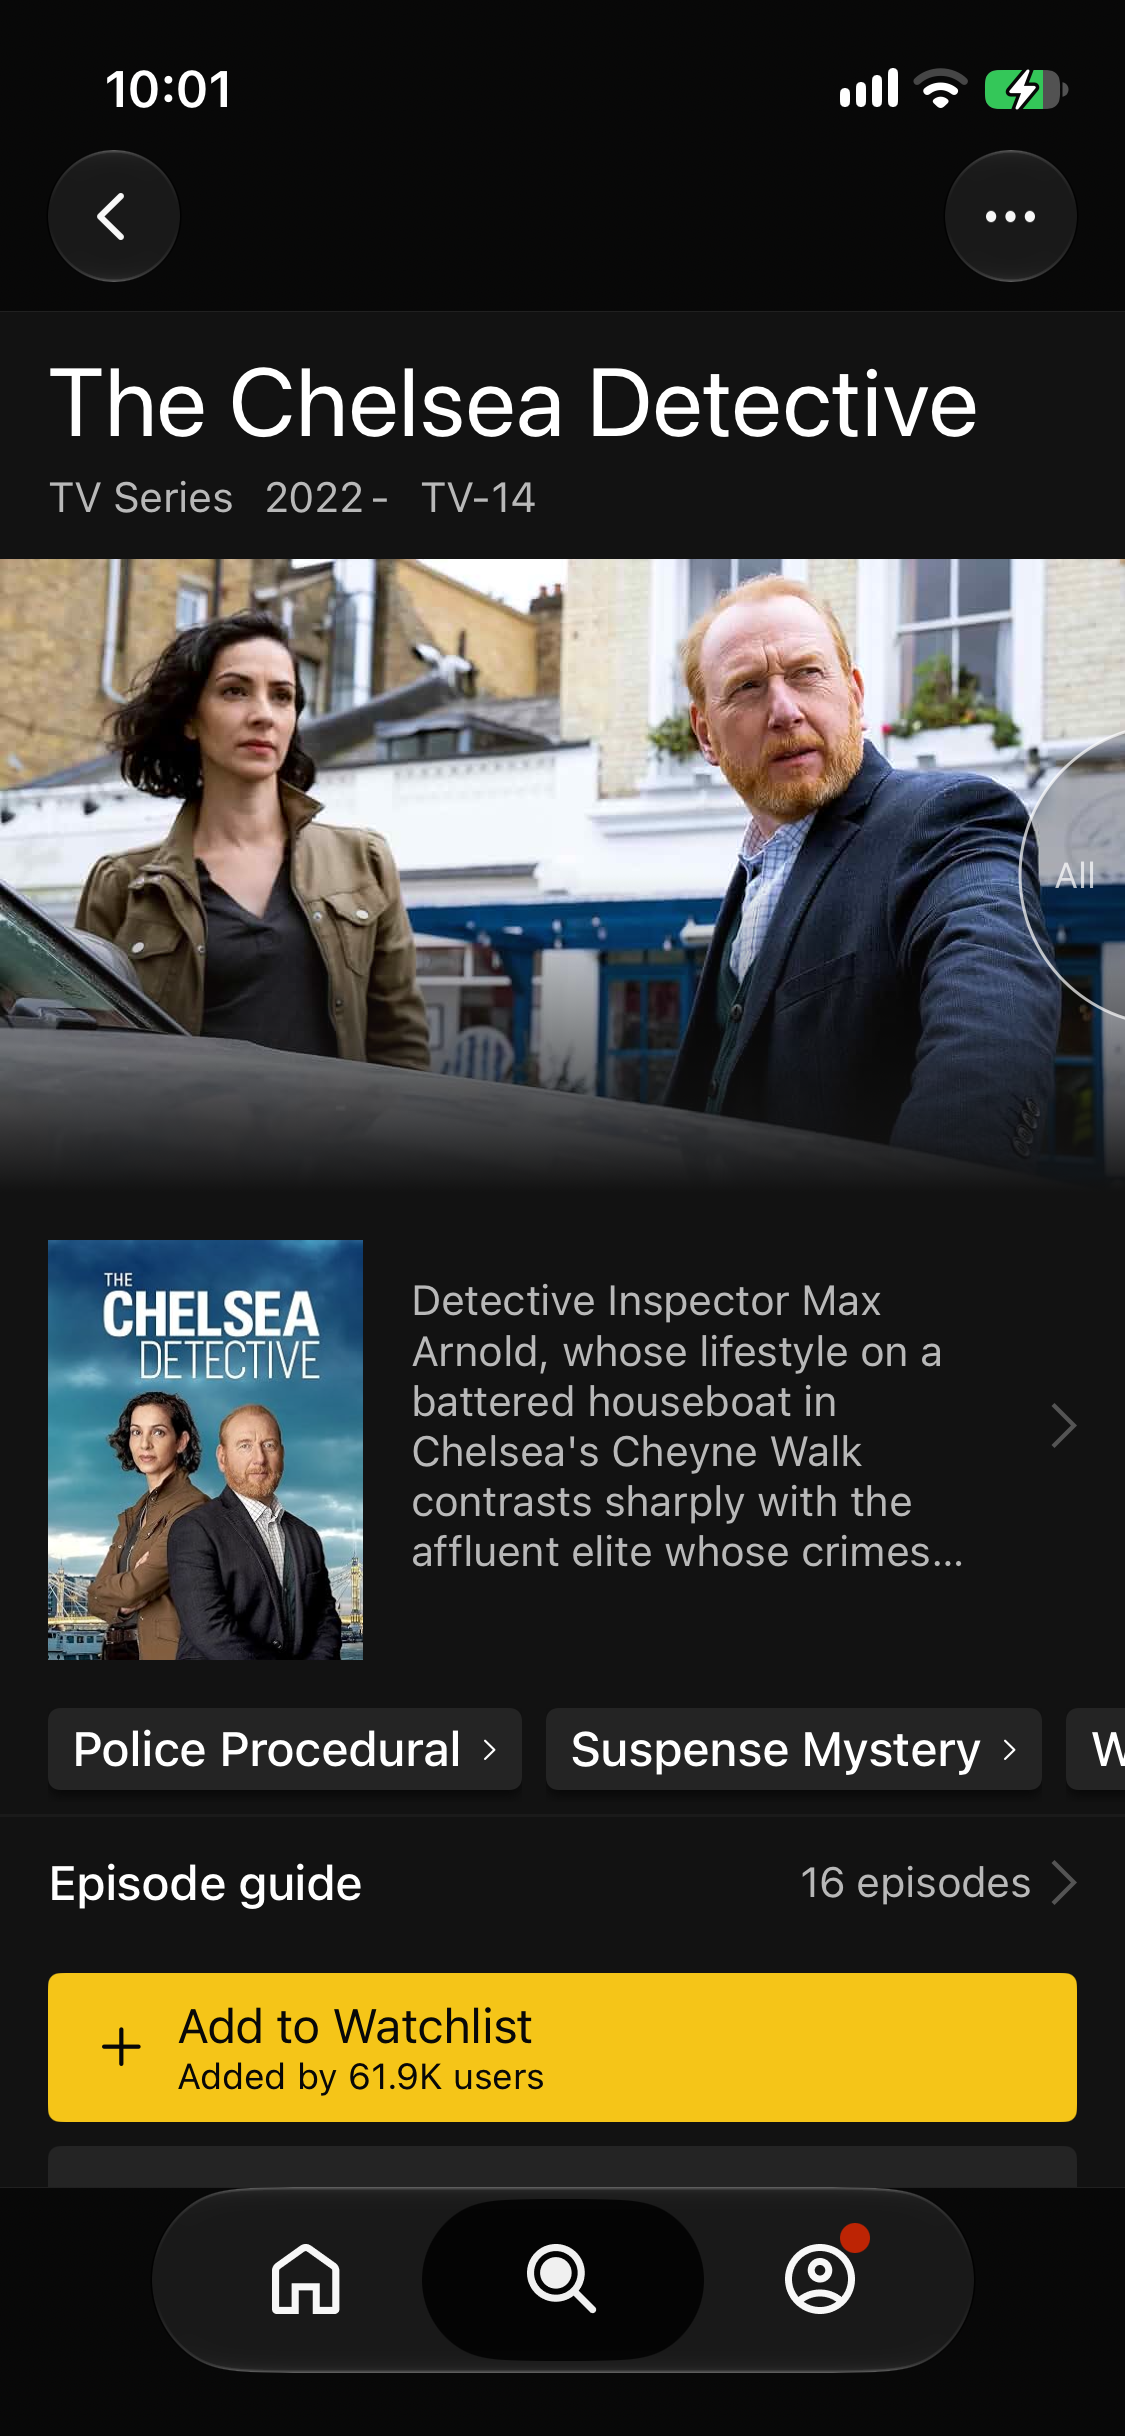 10:01
The Chelsea Detective
TV Series 2022 - TV-14
All
THE
CHELSEA
DETECTIVE
Detective Inspector Max
Arnold, whose lifestyle on a
battered houseboat in
Chelsea's Cheyne Walk
contrasts sharply with the
affluent elite whose crimes...
Police Procedural
Suspense Mystery
Episode guide
16 episodes
Add to Watchlist
Added by 61.9K users